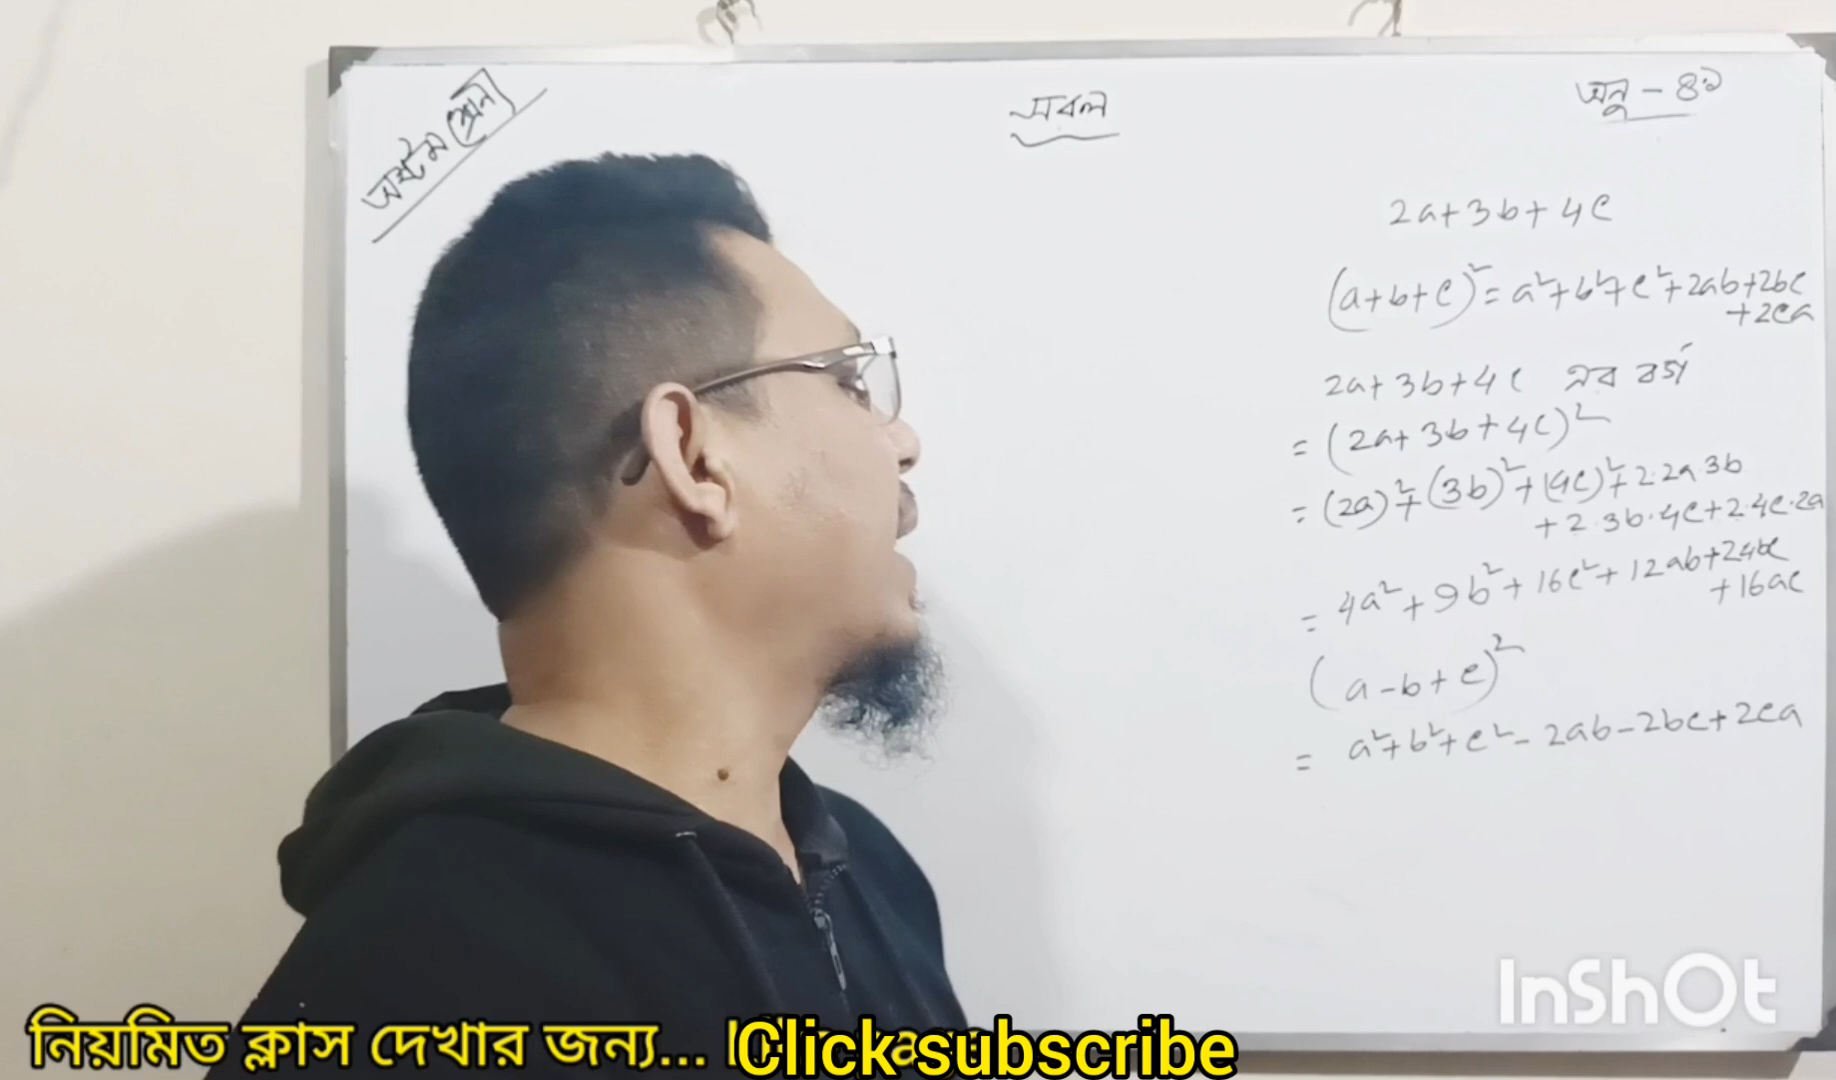 অষ্টম শ্রেনি
সরল
অনু - ৪.১
2a+3b+4c
(a+b+c)²= a²+b²+c²+2ab+2bc
+2ca
2a+3b+4c এর বর্গ
= (2a+3b+4c)²
= (2a)²+(3b)²+(4c)²+2.2a 3b
+2.3b.4c+2.4c.2a
= 4a²+9b²+16c²+12ab+24bc
+16ac
(a-b+c)²
= a²+b²+c²-2ab-2bc+2ca
InShOt
নিয়মিত ক্লাস দেখার জন্য...
Click subscribe